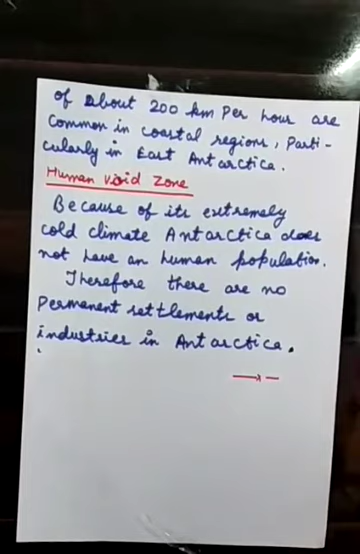 of about 200 km Per hour are
common in coastal regions, Parti-
cularly in East Antarctica.
Human void Zone
Because of its extremely
cold climate Antarctica does
not have an human population.
Therefore there are no
Permanent settlements or
industries in Antarctica.